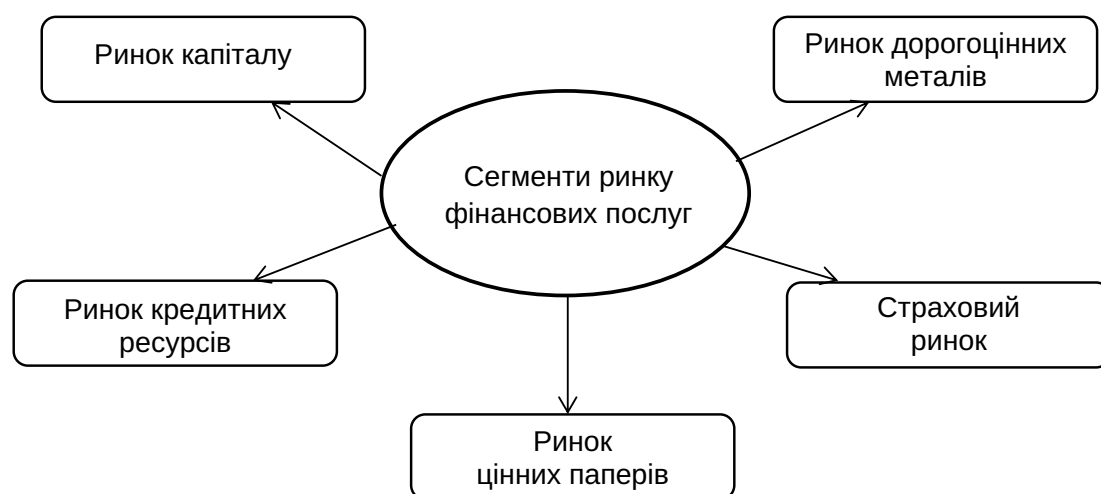 Ринок капіталу
Ринок дорогоцінних
металів
Сегменти ринку
фінансових послуг
Ринок кредитних
ресурсів
Страховий
ринок
Ринок
цінних паперів